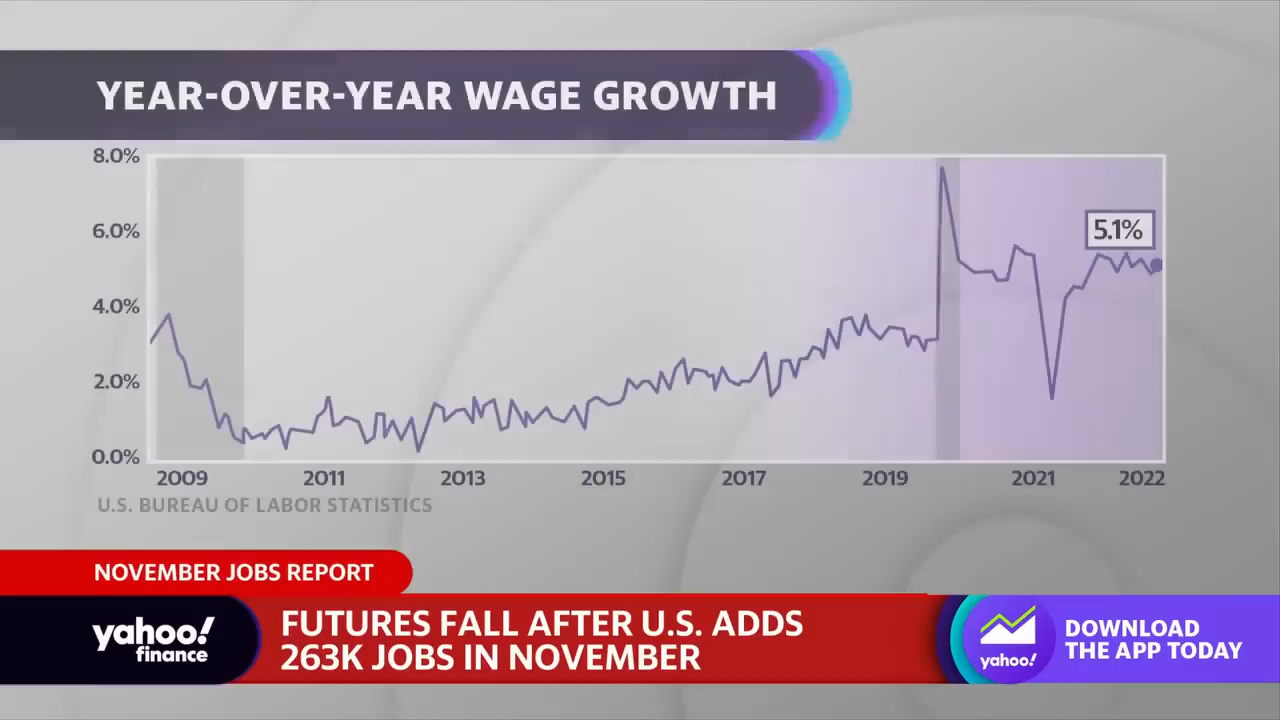 YEAR-OVER-YEAR WAGE GROWTH
8.0%
6.0%
5.1%
4.0%
2.0%
0.0%
2009 2011 2013 2015 2017 2019 2021 2022
U.S. BUREAU OF LABOR STATISTICS
NOVEMBER JOBS REPORT
yahoo!
finance
FUTURES FALL AFTER U.S. ADDS
263K JOBS IN NOVEMBER
yahoo!
DOWNLOAD
THE APP TODAY